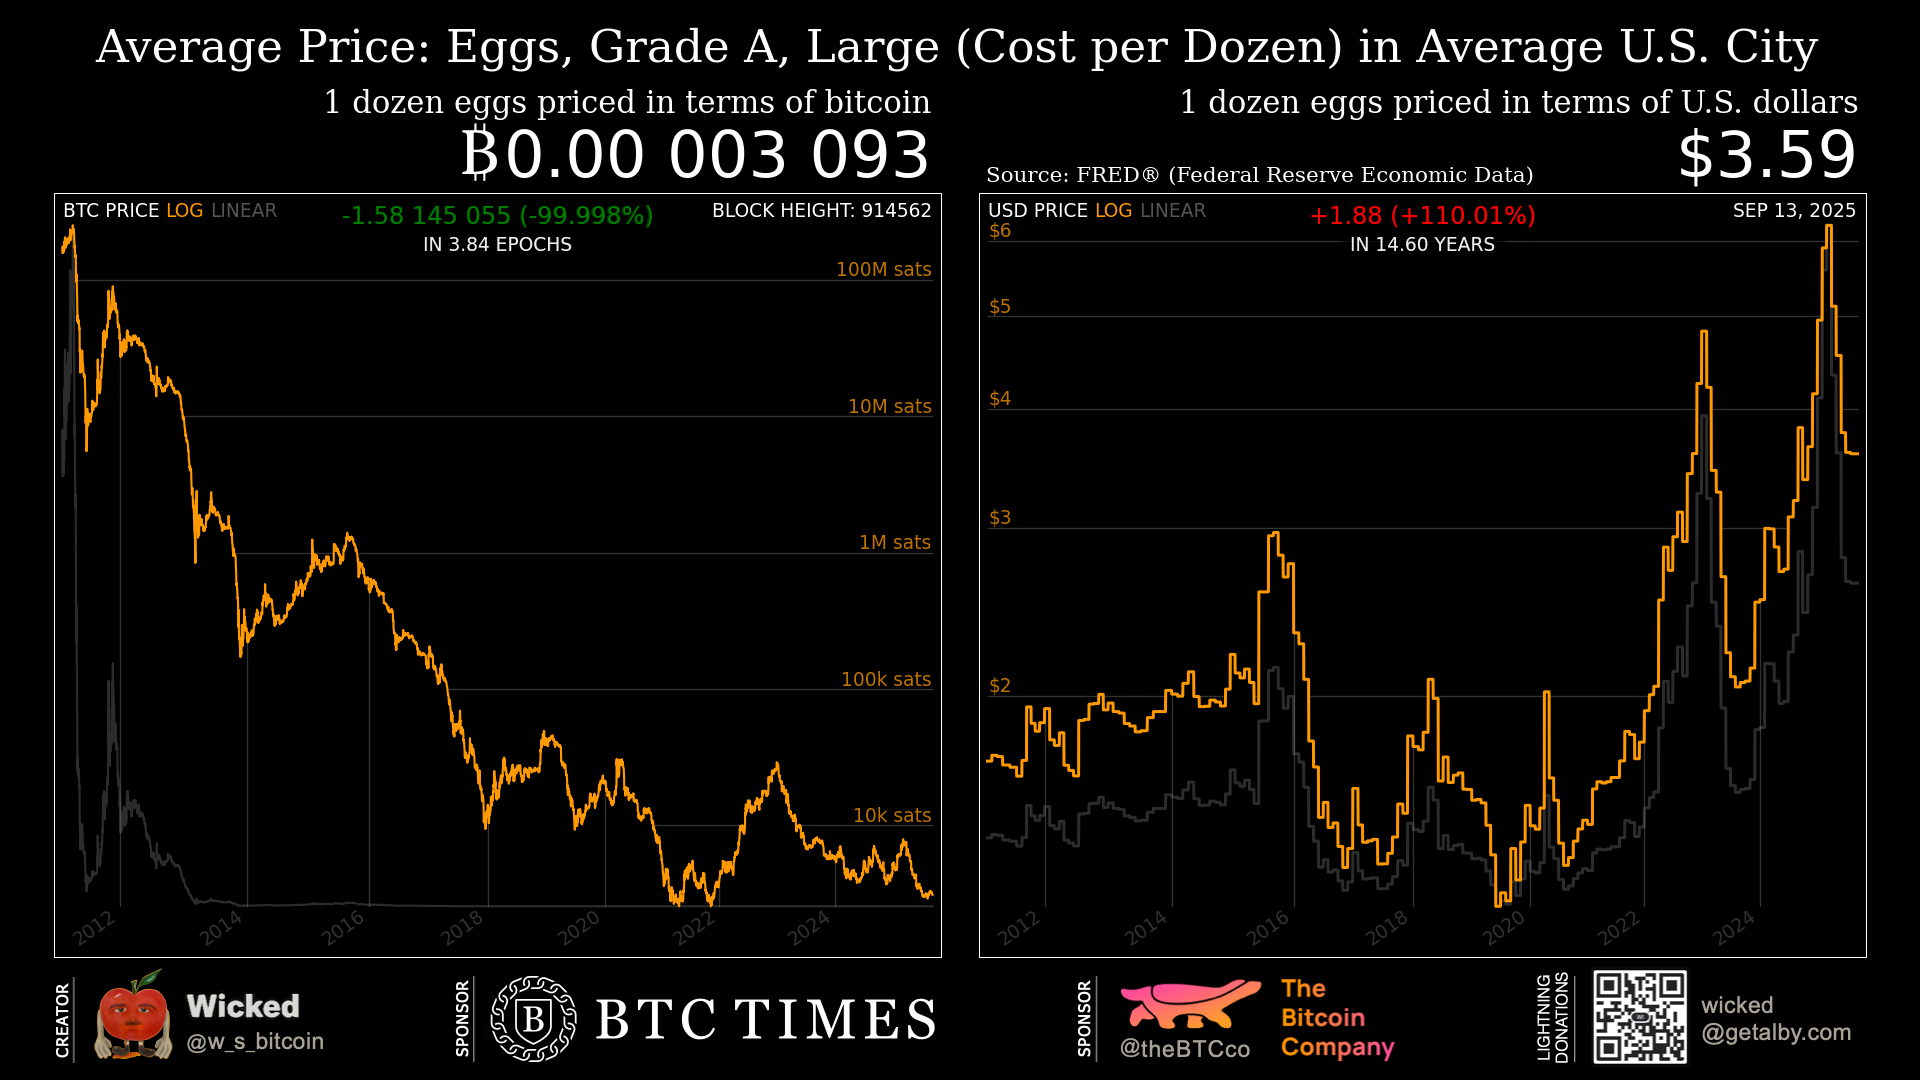 Average Price: Eggs, Grade A, Large (Cost per Dozen) in Average U.S. City
1 dozen eggs priced in terms of bitcoin
₿0.00 003 093
1 dozen eggs priced in terms of U.S. dollars
Source: FRED® (Federal Reserve Economic Data)
$3.59
BTC PRICE LOG LINEAR
-1.58 145 055 (-99.998%)
BLOCK HEIGHT: 914562
IN 3.84 EPOCHS
100M sats
10M sats
1M sats
100k sats
10k sats
2012
2014
2016
2018
2020
2022
2024
USD PRICE LOG LINEAR
+1.88 (+110.01%)
SEP 13, 2025
IN 14.60 YEARS
$6
$5
$4
$3
$2
2012
2014
2016
2018
2020
2022
2024
CREATOR
Wicked
@w_s_bitcoin
SPONSOR
B
BTC TIMES
SPONSOR
@theBTCco
The
Bitcoin
Company
LIGHTNING
DONATIONS
wicked
@getalby.com